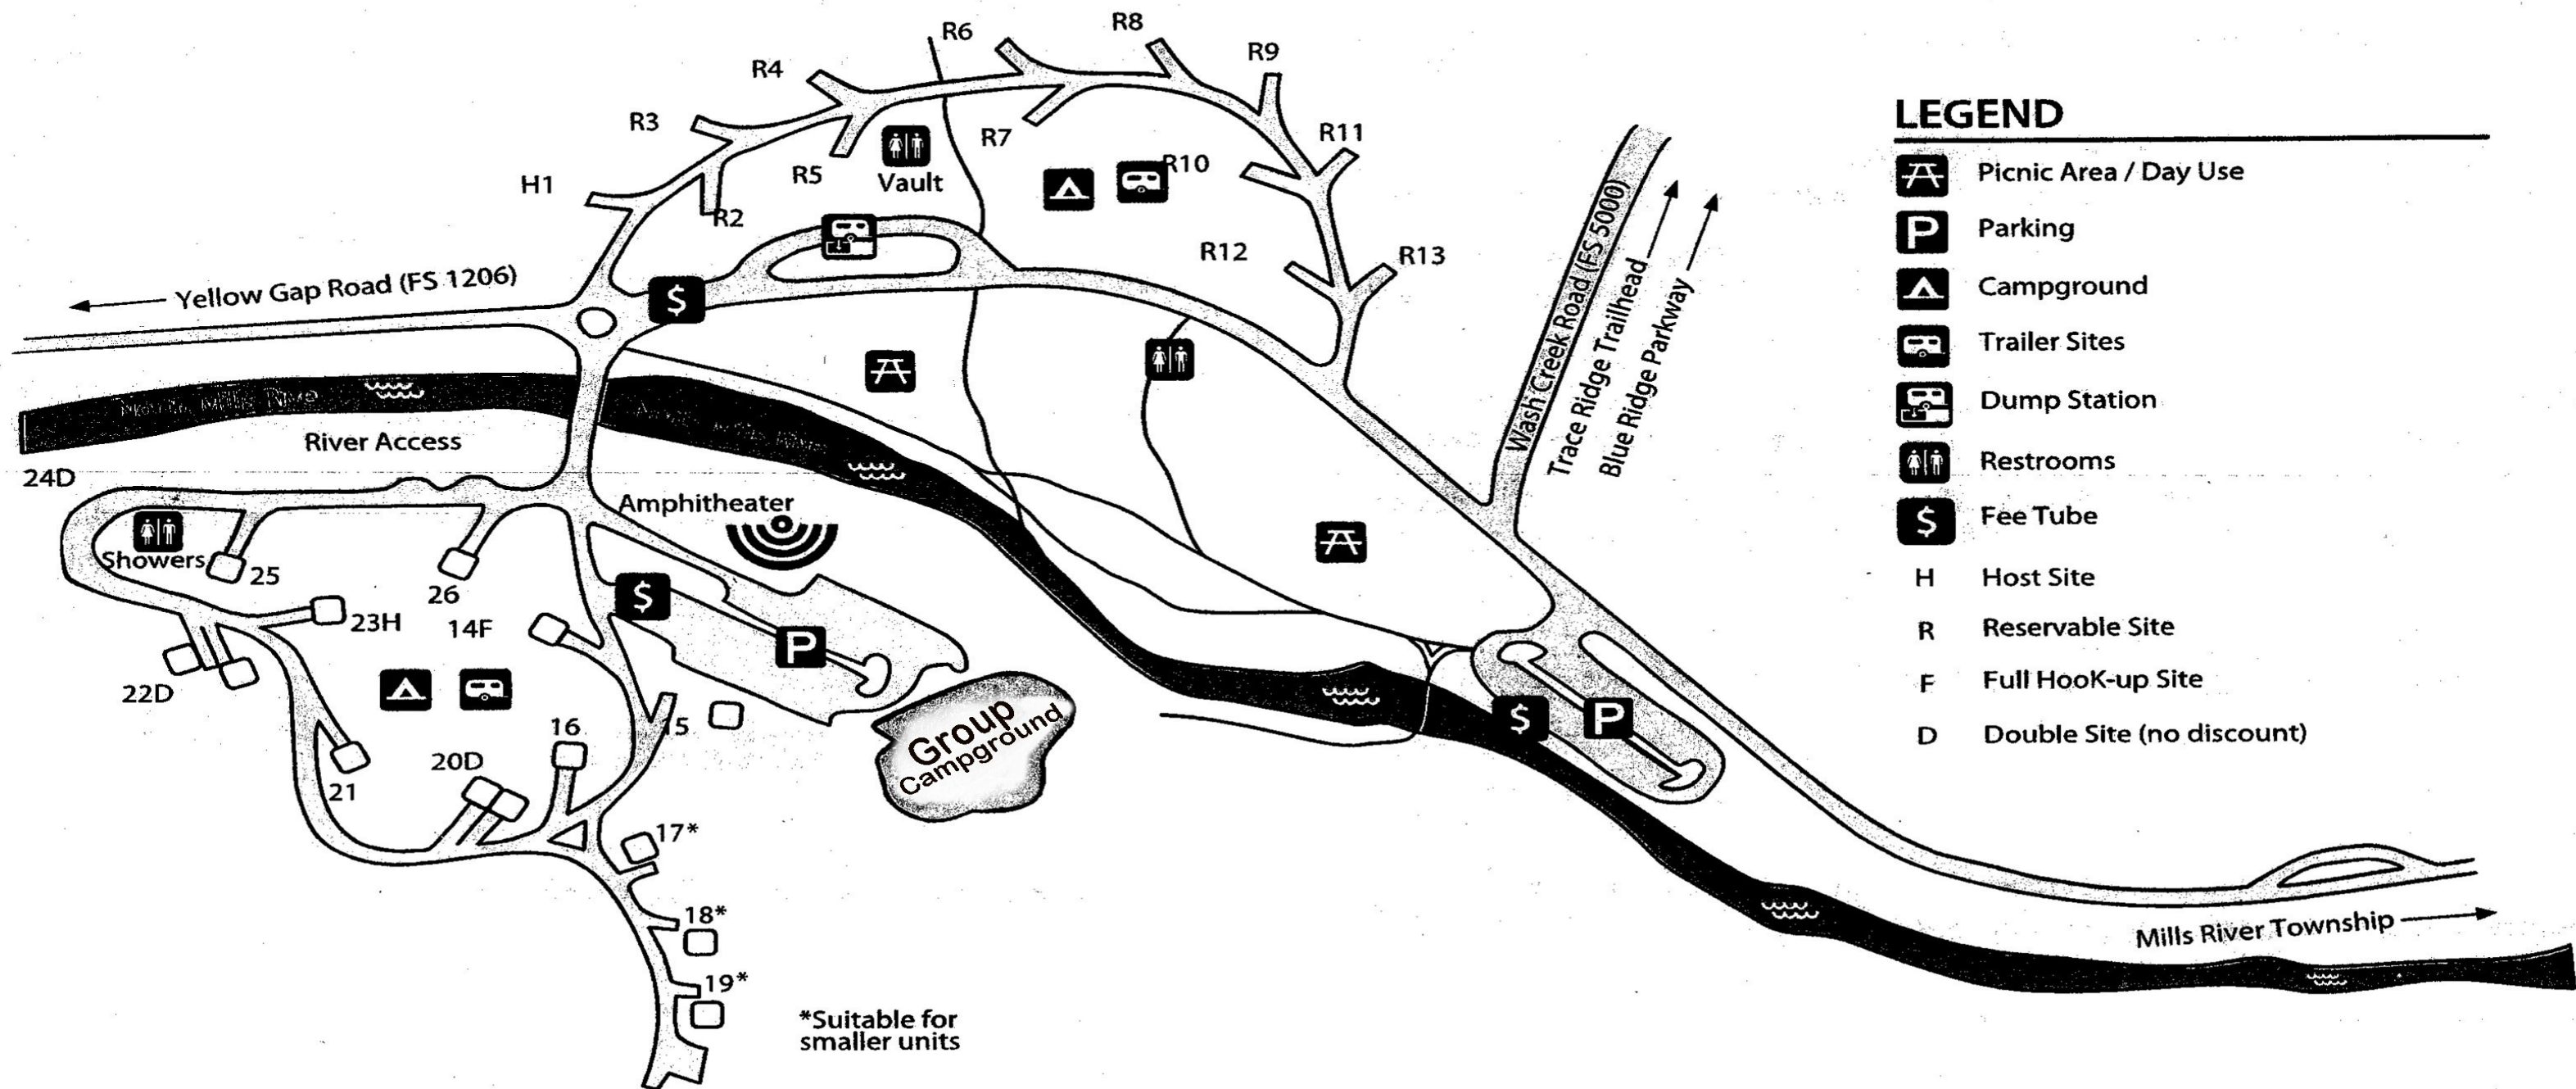 R6
R8
R4
R9
R3
R7
R11
H1
R5
Vault
R10
R2
R12
R13
Yellow Gap Road (FS 1206)
Wash Creek Road (FS 5000)
Trace Ridge Trailhead
Blue Ridge Parkway
River Access
24D
Amphitheater
Showers
25
26
23H
14F
22D
15
16
20D
21
17*
18*
19*
Group
Campground
*Suitable for
smaller units
Mills River Township
LEGEND
Picnic Area / Day Use
P Parking
Campground
Trailer Sites
Dump Station
Restrooms
$ Fee Tube
H Host Site
R Reservable Site
F Full HooK-up Site
D Double Site (no discount)
$
$
P
$
P